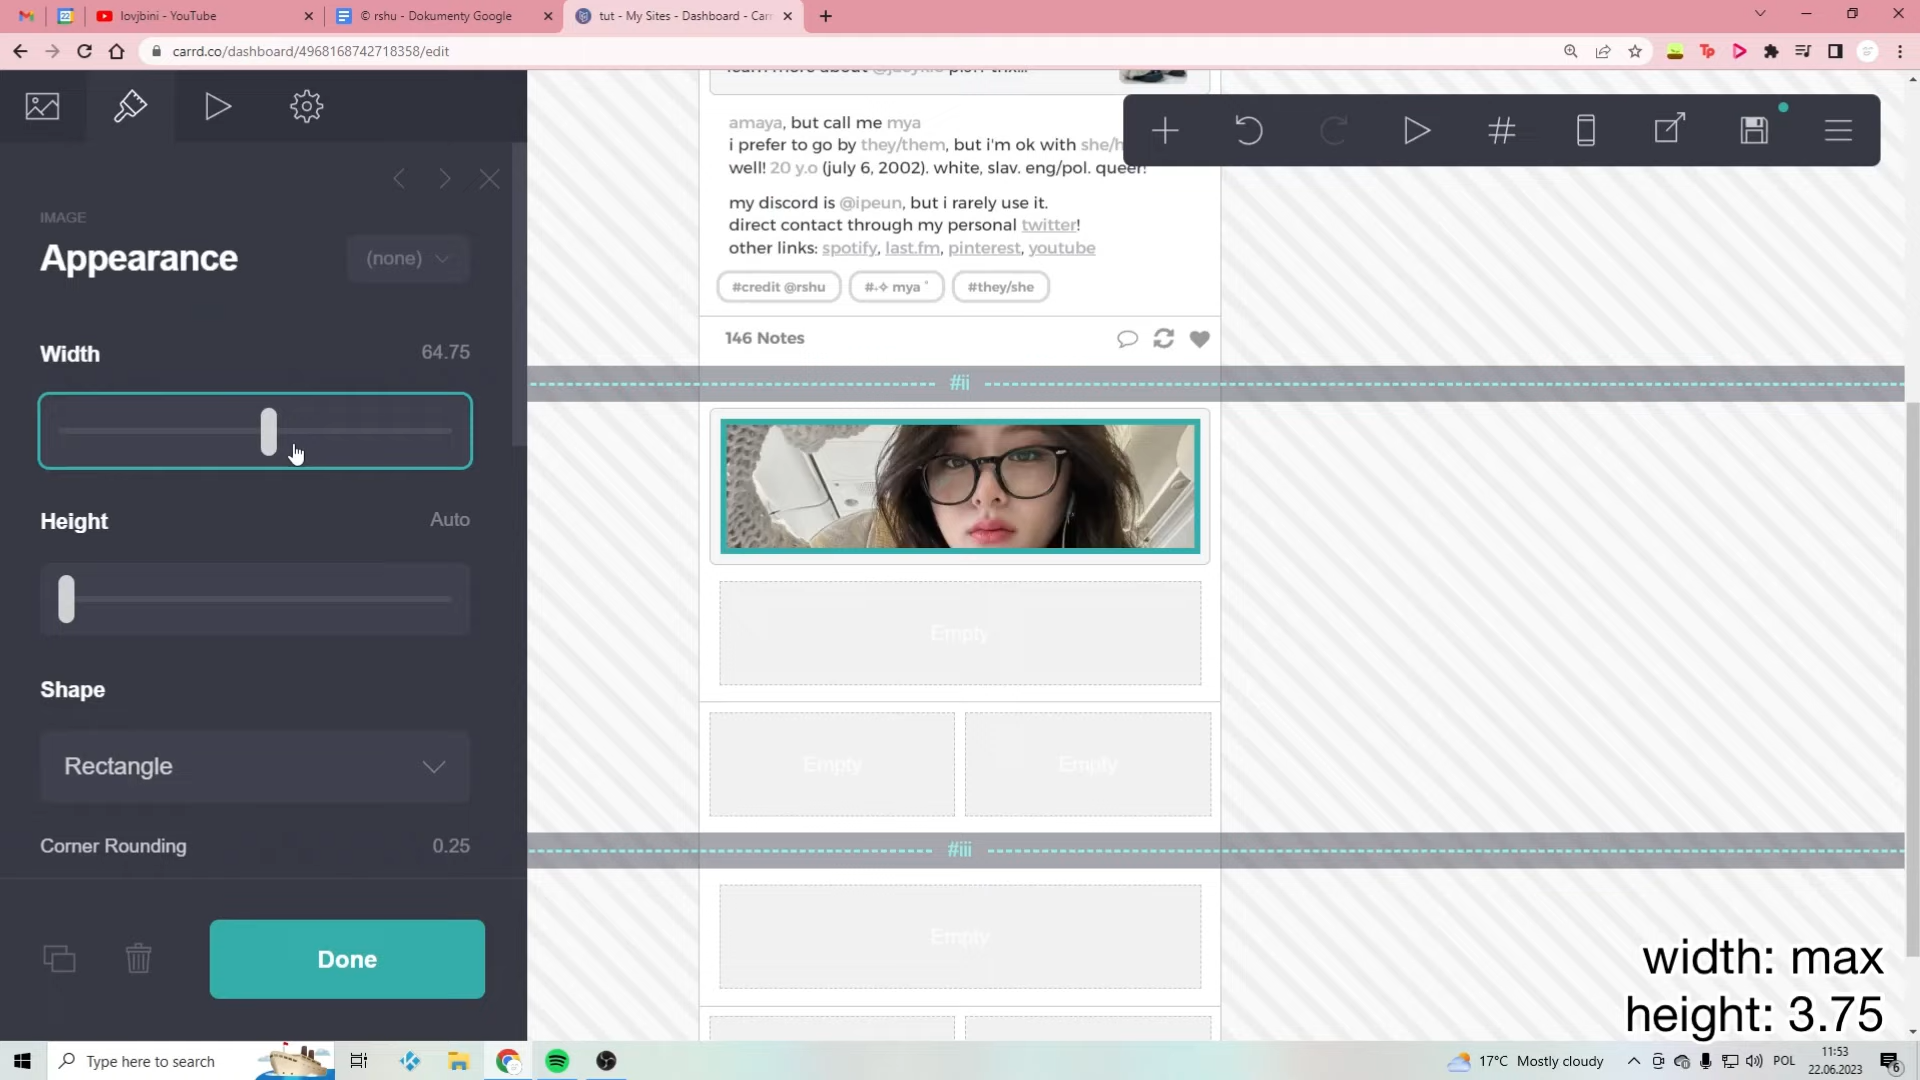 lovjbini - YouTube
© rshu - Dokumenty Google
tut - My Sites - Dashboard - Carr
carrd.co/dashboard/4968168742718358/edit
IMAGE
Appearance
(none)
Width
64.75
Height
Auto
Shape
Rectangle
Corner Rounding
0.25
Done
amaya, but call me mya
i prefer to go by they/them, but i'm ok with she/h
well! 20 y.o (july 6, 2002). white, slav. eng/pol. queer!
my discord is @ipeun, but i rarely use it.
direct contact through my personal twitter!
other links: spotify, last.fm, pinterest, youtube
#credit @rshu
#˖✧ mya ˚
#they/she
146 Notes
#ii
Empty
Empty
Empty
#iii
Empty
width: max
height: 3.75
Type here to search
17°C Mostly cloudy
POL
11:53
22.06.2023
6